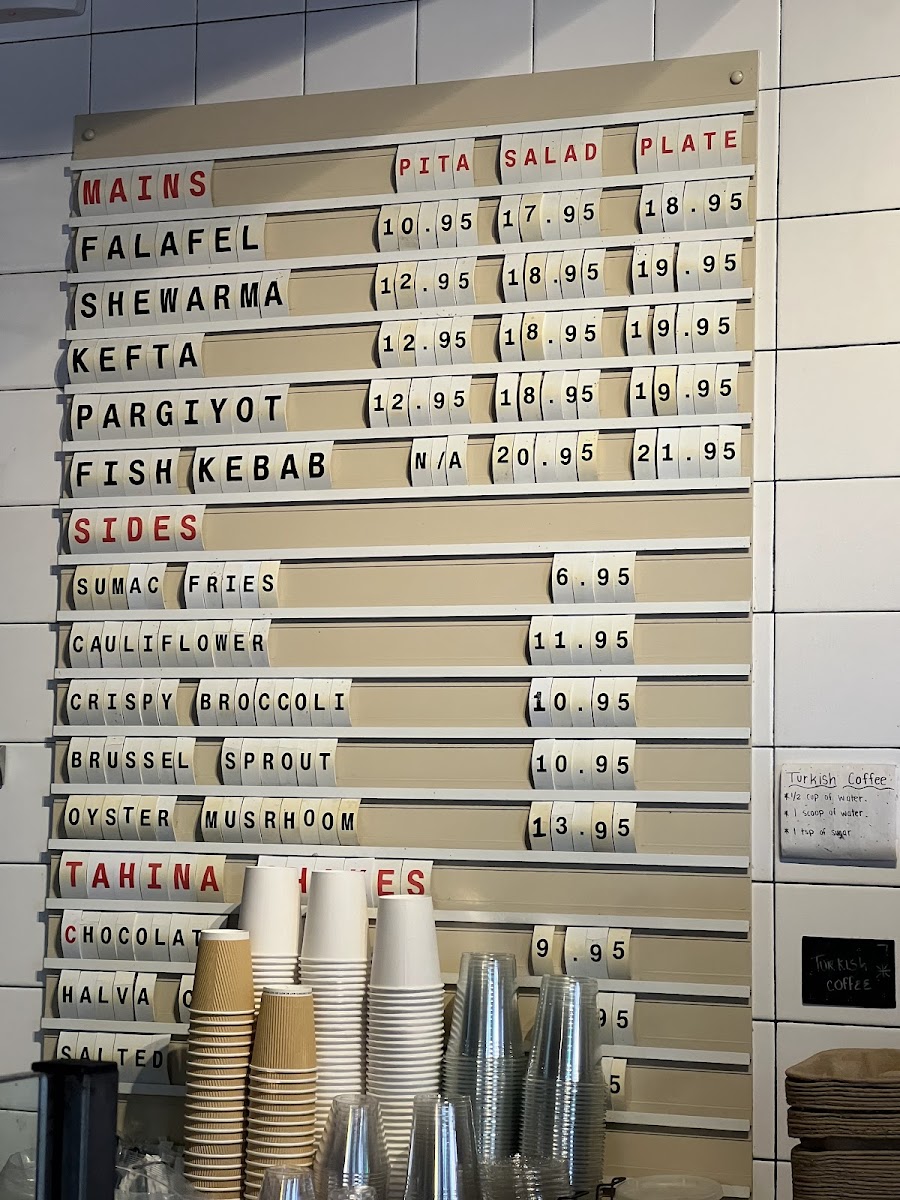 MAINS PITA SALAD PLATE
FALAFEL 10.95 17.95 18.95
SHEWARMA 12.95 18.95 19.95
KEFTA 12.95 18.95 19.95
PARGIYOT 12.95 18.95 19.95
FISH KEBAB N/A 20.95 21.95
SIDES
SUMAC FRIES 6.95
CAULIFLOWER 11.95
CRISPY BROCCOLI 10.95
BRUSSEL SPROUT 10.95
OYSTER MUSRHOOM 13.95
TAHINA
CHOCOLAT 9.95
HALVA 95
SALTED 5
Turkish Coffee
* 1/2 cup of water.
* 1 scoop of water.
* 1 tsp of sugar
TURKISH
COFFEE